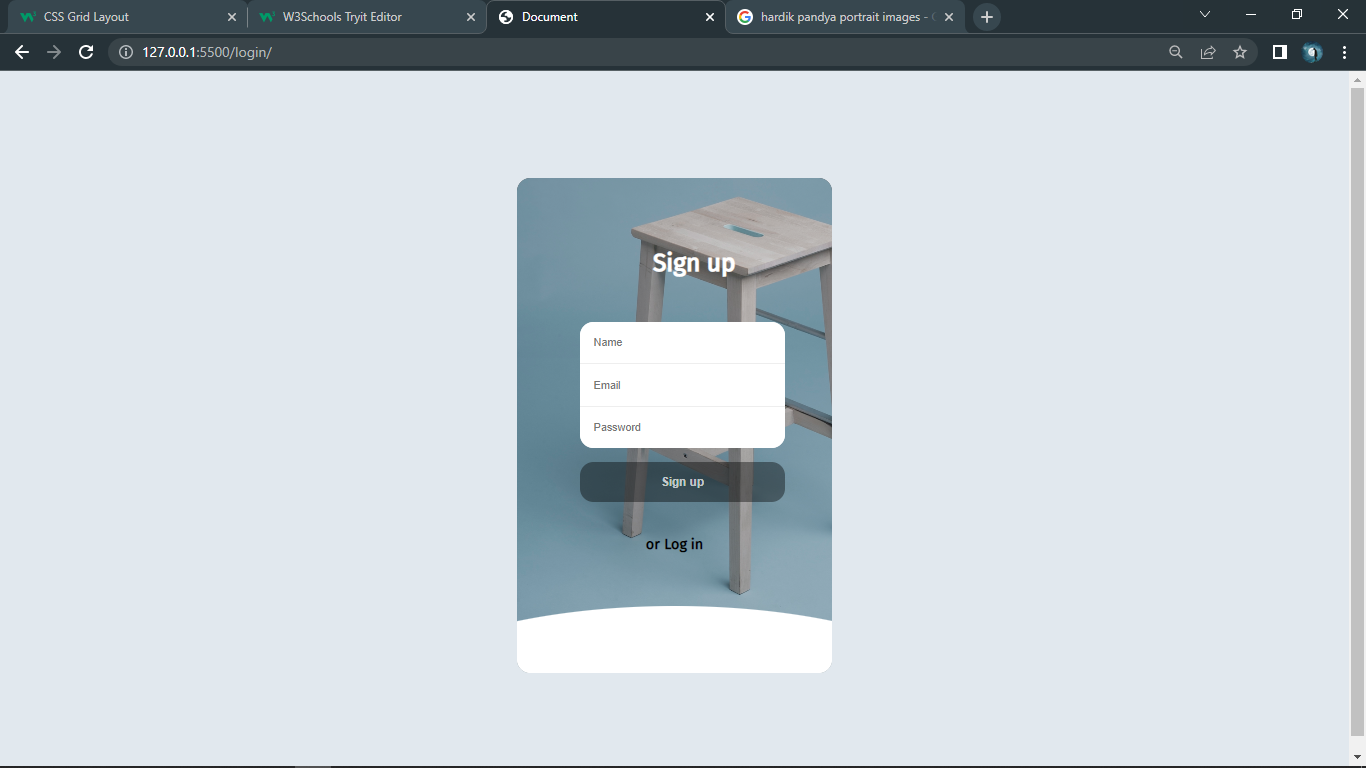 CSS Grid Layout
W3Schools Tryit Editor
Document
hardik pandya portrait images -
127.0.0.1:5500/login/
Sign up
Name
Email
Password
Sign up
or Log in